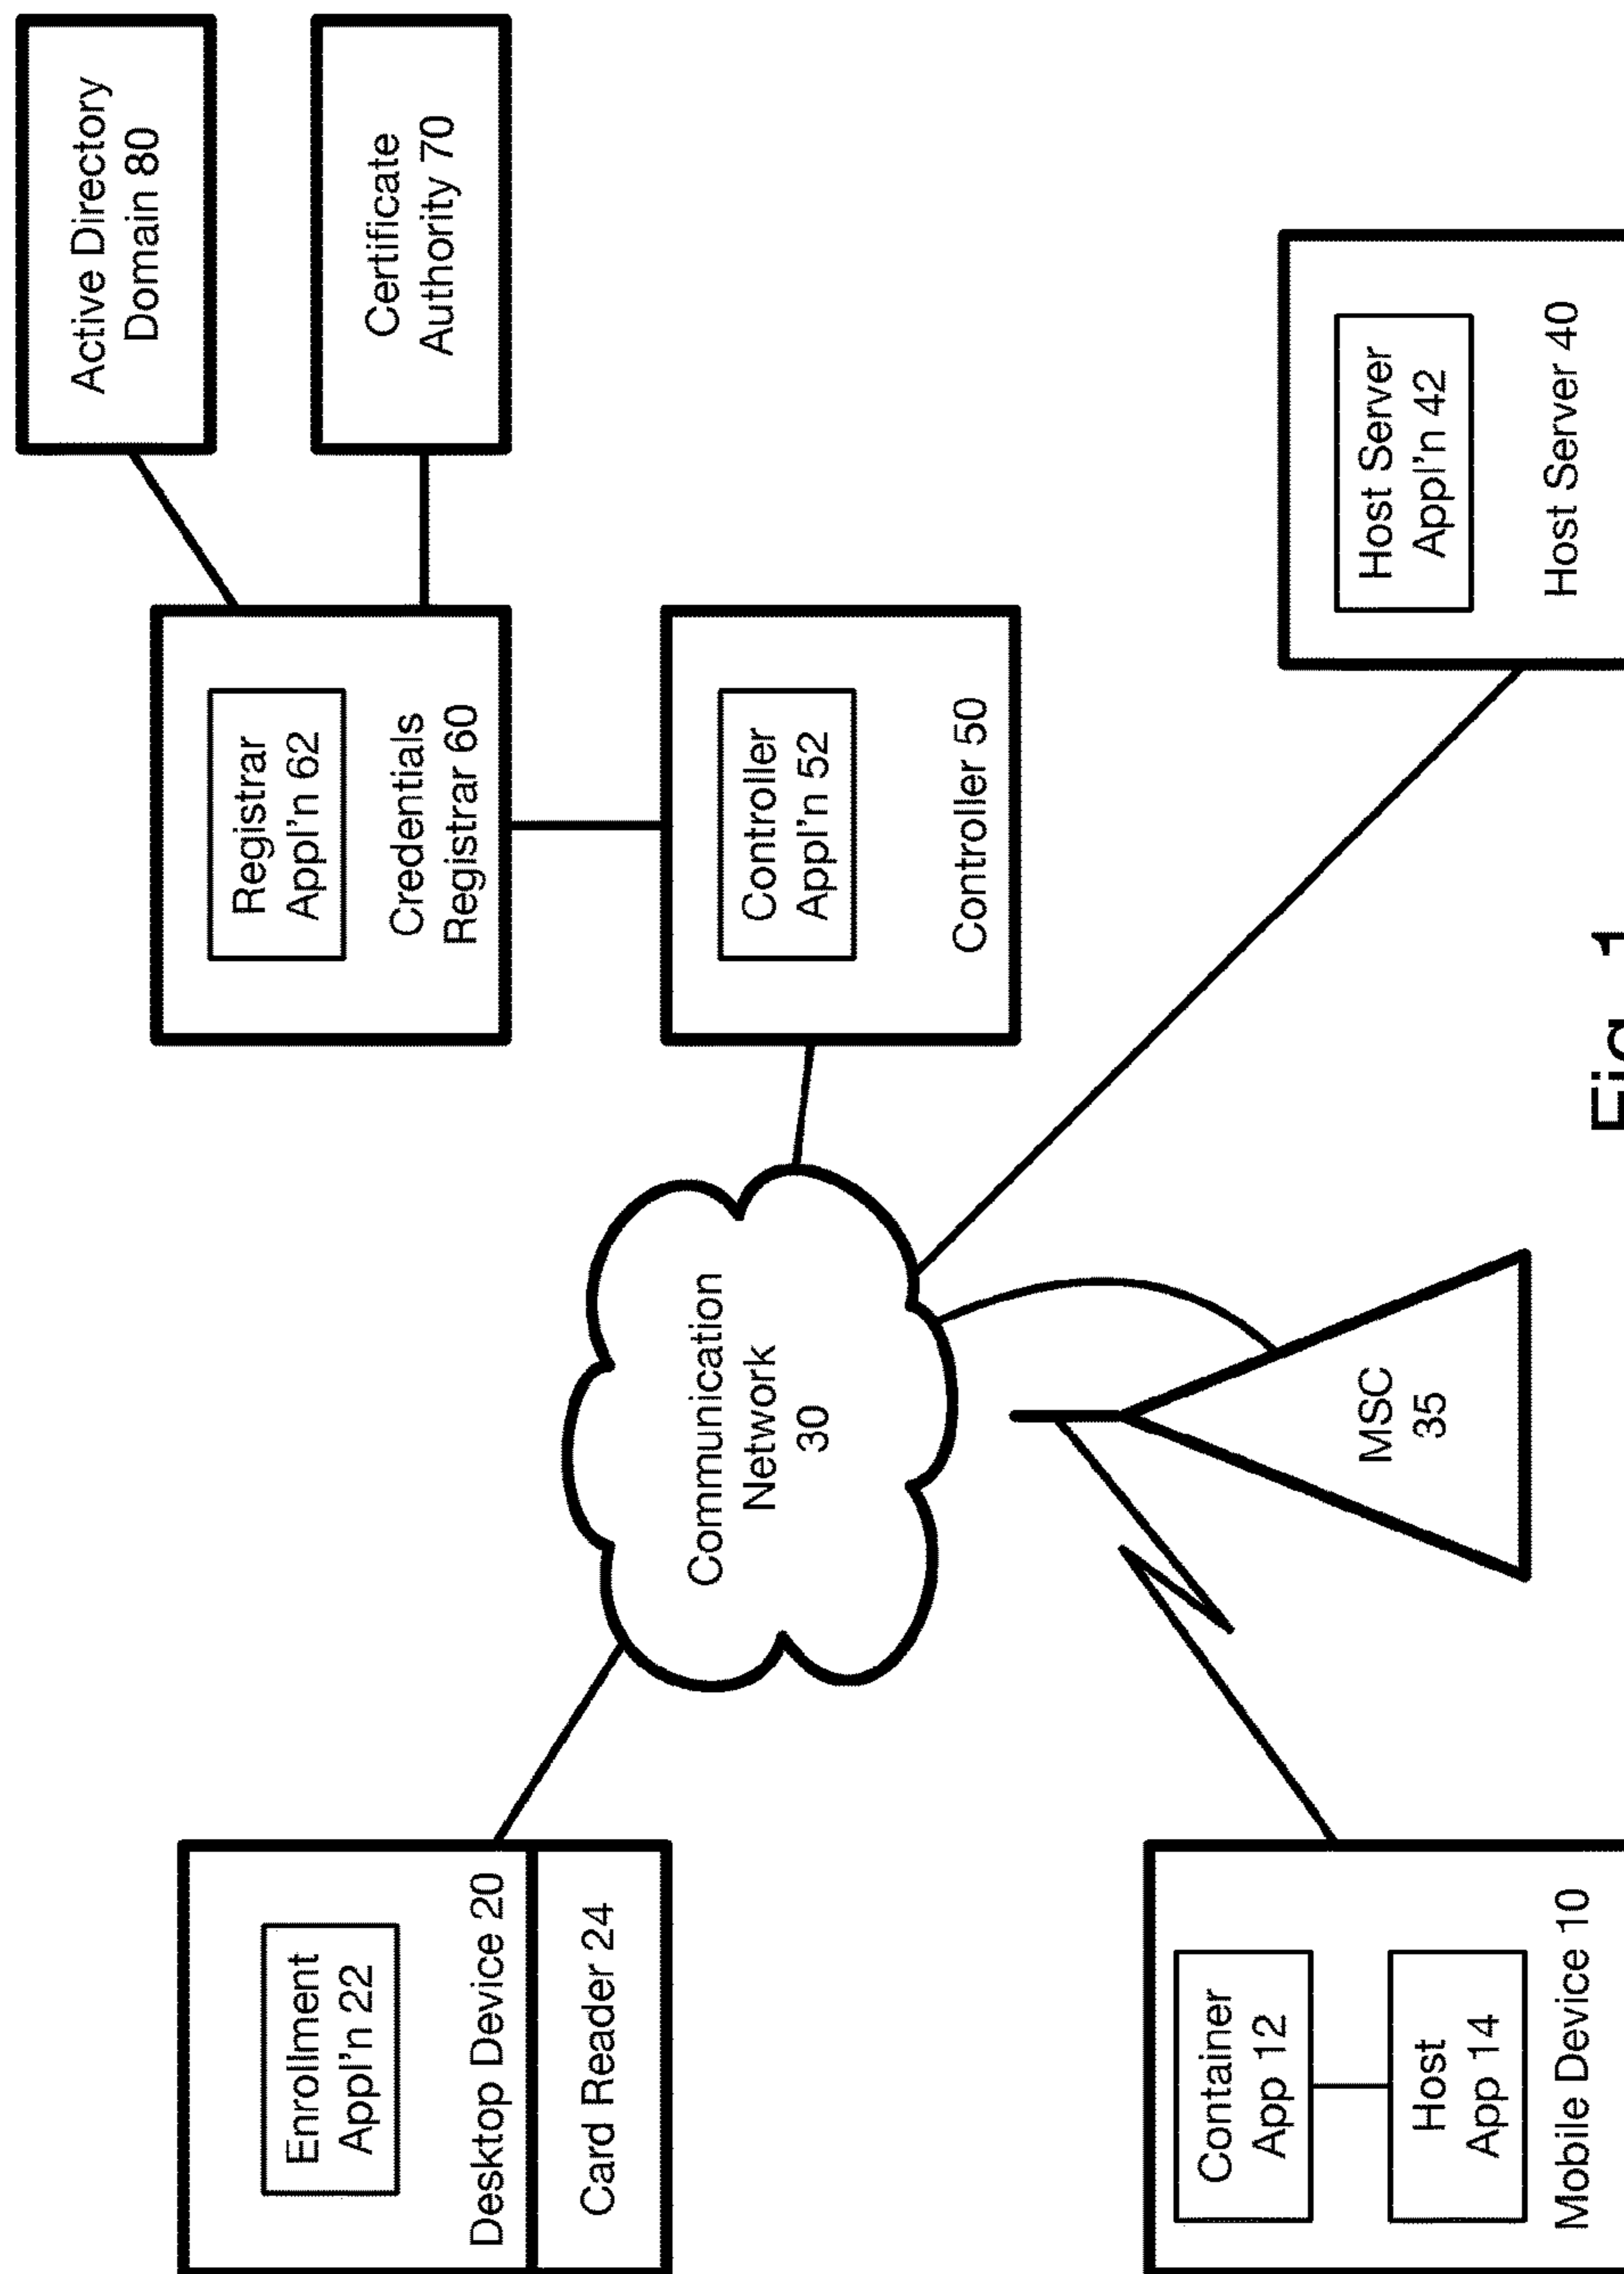 Enrollment
Appl'n 22
Desktop Device 20
Card Reader 24
Container
App 12
Host
App 14
Mobile Device 10
Communication
Network
30
MSC
35
Registrar
Appl'n 62
Credentials
Registrar 60
Controller
Appl'n 52
Controller 50
Active Directory
Domain 80
Certificate
Authority 70
Host Server
Appl'n 42
Host Server 40
Fig. 1